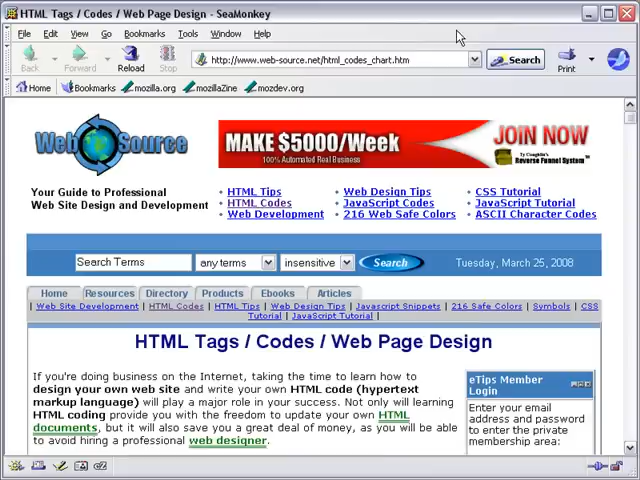 HTML Tags / Codes / Web Page Design - SeaMonkey
File Edit View Go Bookmarks Tools Window Help
Back Forward Reload Stop http://www.web-source.net/html_codes_chart.htm Search Print
Home Bookmarks mozilla.org mozillaZine mozdev.org
Web Source
MAKE $5000/Week
100% Automated Real Business
JOIN NOW
Ty Coughlin's
Reverse Funnel System™
Your Guide to Professional
Web Site Design and Development
• HTML Tips • Web Design Tips • CSS Tutorial
• HTML Codes • JavaScript Codes • JavaScript Tutorial
• Web Development • 216 Web Safe Colors • ASCII Character Codes
Search Terms any terms insensitive Search Tuesday, March 25, 2008
Home Resources Directory Products Ebooks Articles
| Web Site Development | HTML Codes | HTML Tips | Web Design Tips | Javascript Snippets | 216 Safe Colors | Symbols | CSS
Tutorial | JavaScript Tutorial |
HTML Tags / Codes / Web Page Design
If you're doing business on the Internet, taking the time to learn how to
design your own web site and write your own HTML code (hypertext
markup language) will play a major role in your success. Not only will learning
HTML coding provide you with the freedom to update your own HTML
documents, but it will also save you a great deal of money, as you will be able
to avoid hiring a professional web designer.
eTips Member
Login
Enter your email
address and password
to enter the private
membership area: